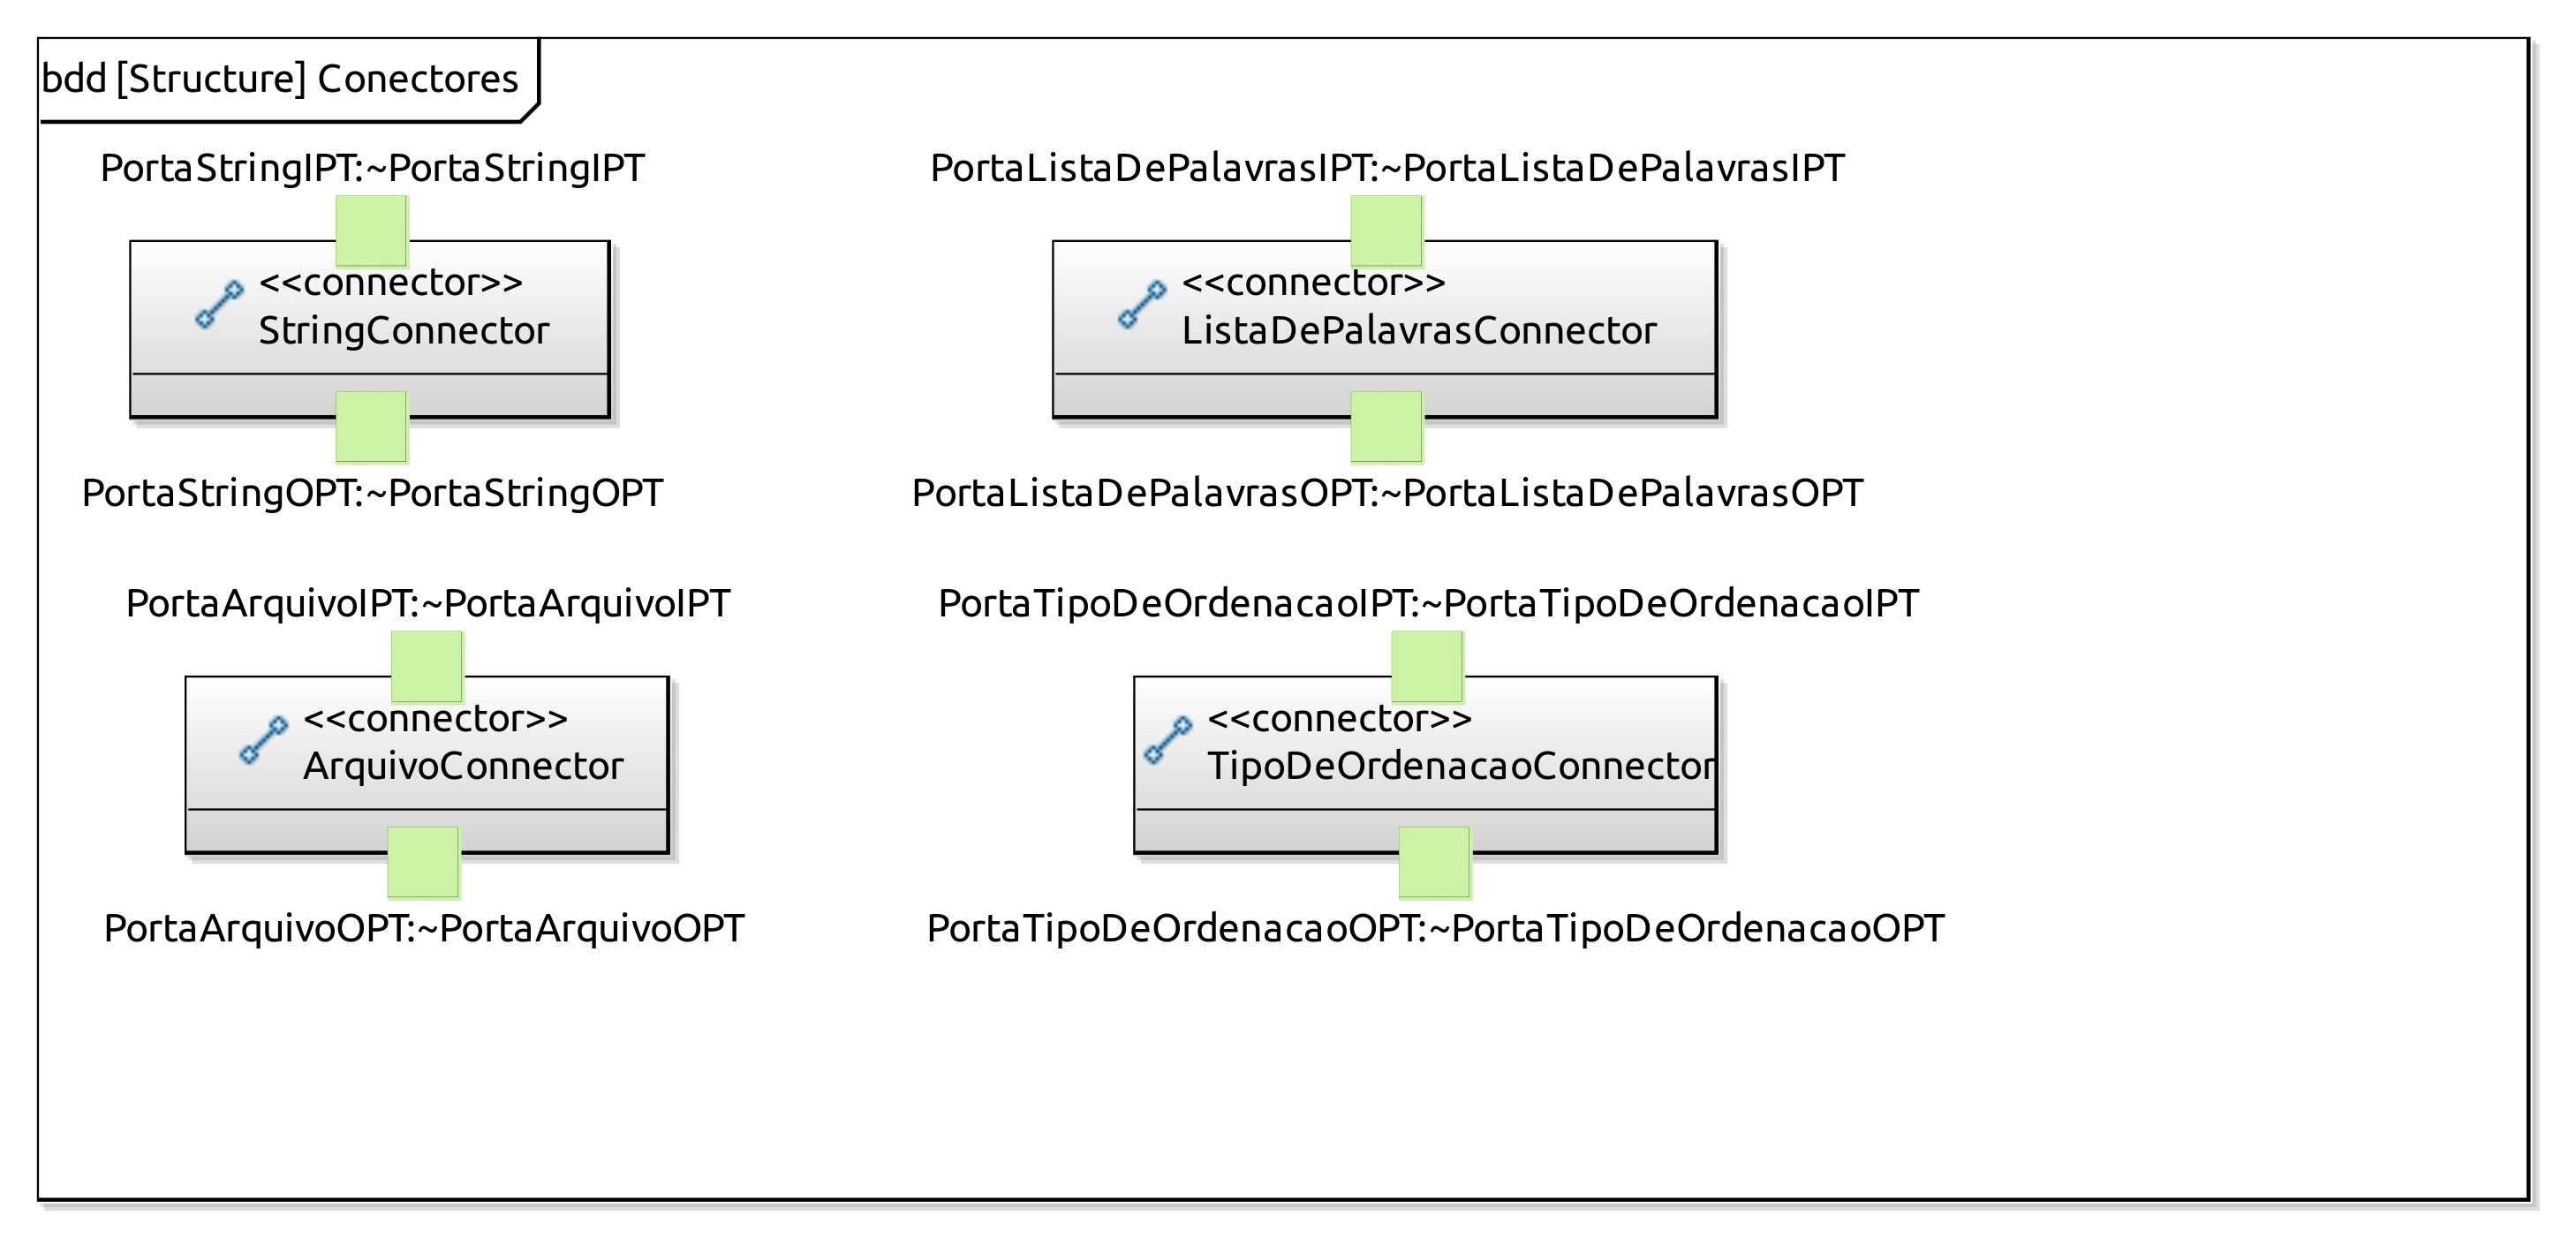 bdd [Structure] Conectores
PortaStringIPT:~PortaStringIPT
<<connector>>
StringConnector
PortaStringOPT:~PortaStringOPT
PortaListaDePalavrasIPT:~PortaListaDePalavrasIPT
<<connector>>
ListaDePalavrasConnector
PortaListaDePalavrasOPT:~PortaListaDePalavrasOPT
PortaArquivoIPT:~PortaArquivoIPT
<<connector>>
ArquivoConnector
PortaArquivoOPT:~PortaArquivoOPT
PortaTipoDeOrdenacaoIPT:~PortaTipoDeOrdenacaoIPT
<<connector>>
TipoDeOrdenacaoConnector
PortaTipoDeOrdenacaoOPT:~PortaTipoDeOrdenacaoOPT